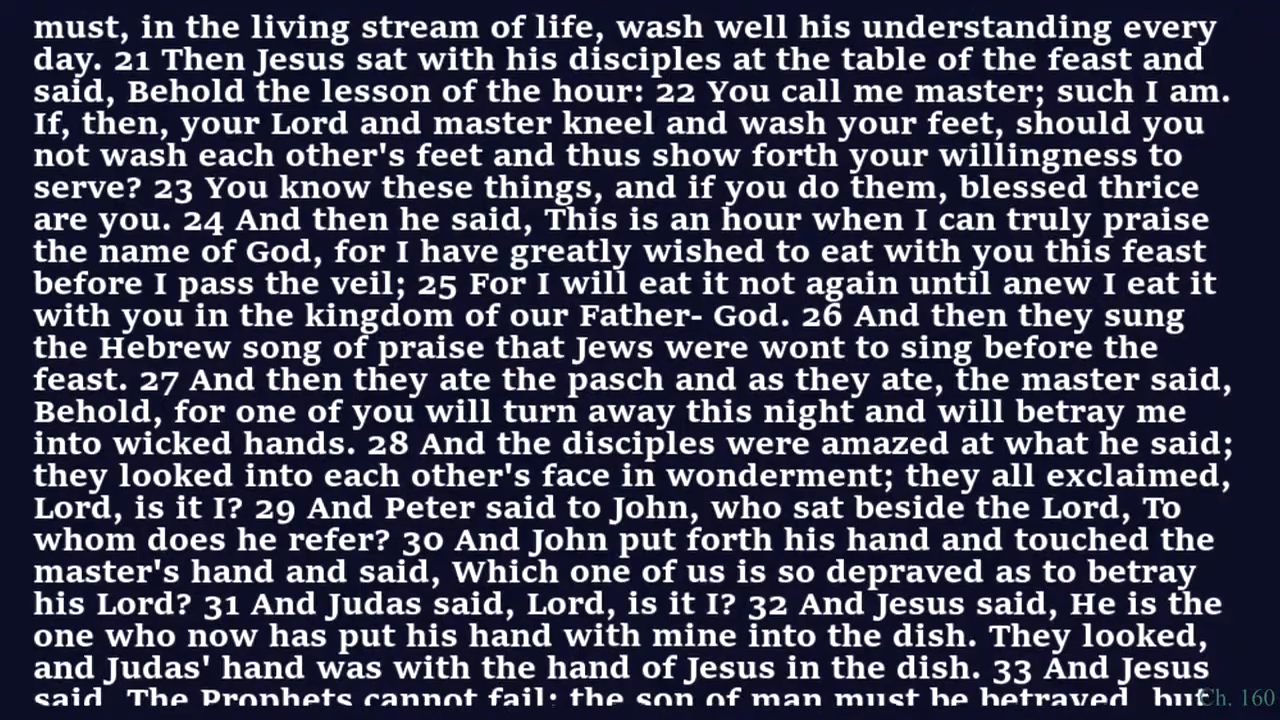 must, in the living stream of life, wash well his understanding every
day. 21 Then Jesus sat with his disciples at the table of the feast and
said, Behold the lesson of the hour: 22 You call me master; such I am.
If, then, your Lord and master kneel and wash your feet, should you
not wash each other's feet and thus show forth your willingness to
serve? 23 You know these things, and if you do them, blessed thrice
are you. 24 And then he said, This is an hour when I can truly praise
the name of God, for I have greatly wished to eat with you this feast
before I pass the veil; 25 For I will eat it not again until anew I eat it
with you in the kingdom of our Father- God. 26 And then they sung
the Hebrew song of praise that Jews were wont to sing before the
feast. 27 And then they ate the pasch and as they ate, the master said,
Behold, for one of you will turn away this night and will betray me
into wicked hands. 28 And the disciples were amazed at what he said;
they looked into each other's face in wonderment; they all exclaimed,
Lord, is it I? 29 And Peter said to John, who sat beside the Lord, To
whom does he refer? 30 And John put forth his hand and touched the
master's hand and said, Which one of us is so depraved as to betray
his Lord? 31 And Judas said, Lord, is it I? 32 And Jesus said, He is the
one who now has put his hand with mine into the dish. They looked,
and Judas' hand was with the hand of Jesus in the dish. 33 And Jesus
said, The Prophets cannot fail; the son of man must be betrayed, but
Ch. 160